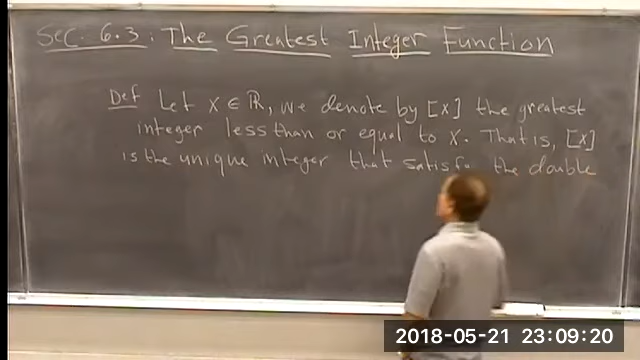 Sec. 6.3: The Greatest Integer Function
Def Let x ∈ ℝ, we denote by [x] the greatest
integer less than or equal to x. That is, [x]
is the unique integer that satisfy the double
2018-05-21 23:09:20